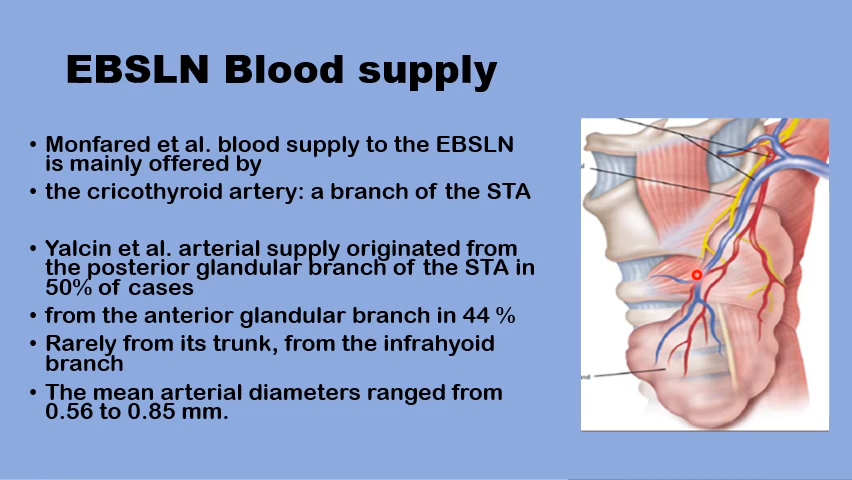 EBSLN Blood supply
• Monfared et al. blood supply to the EBSLN
is mainly offered by
• the cricothyroid artery: a branch of the STA
• Yalcin et al. arterial supply originated from
the posterior glandular branch of the STA in
50% of cases
• from the anterior glandular branch in 44 %
• Rarely from its trunk, from the infrahyoid
branch
• The mean arterial diameters ranged from
0.56 to 0.85 mm.